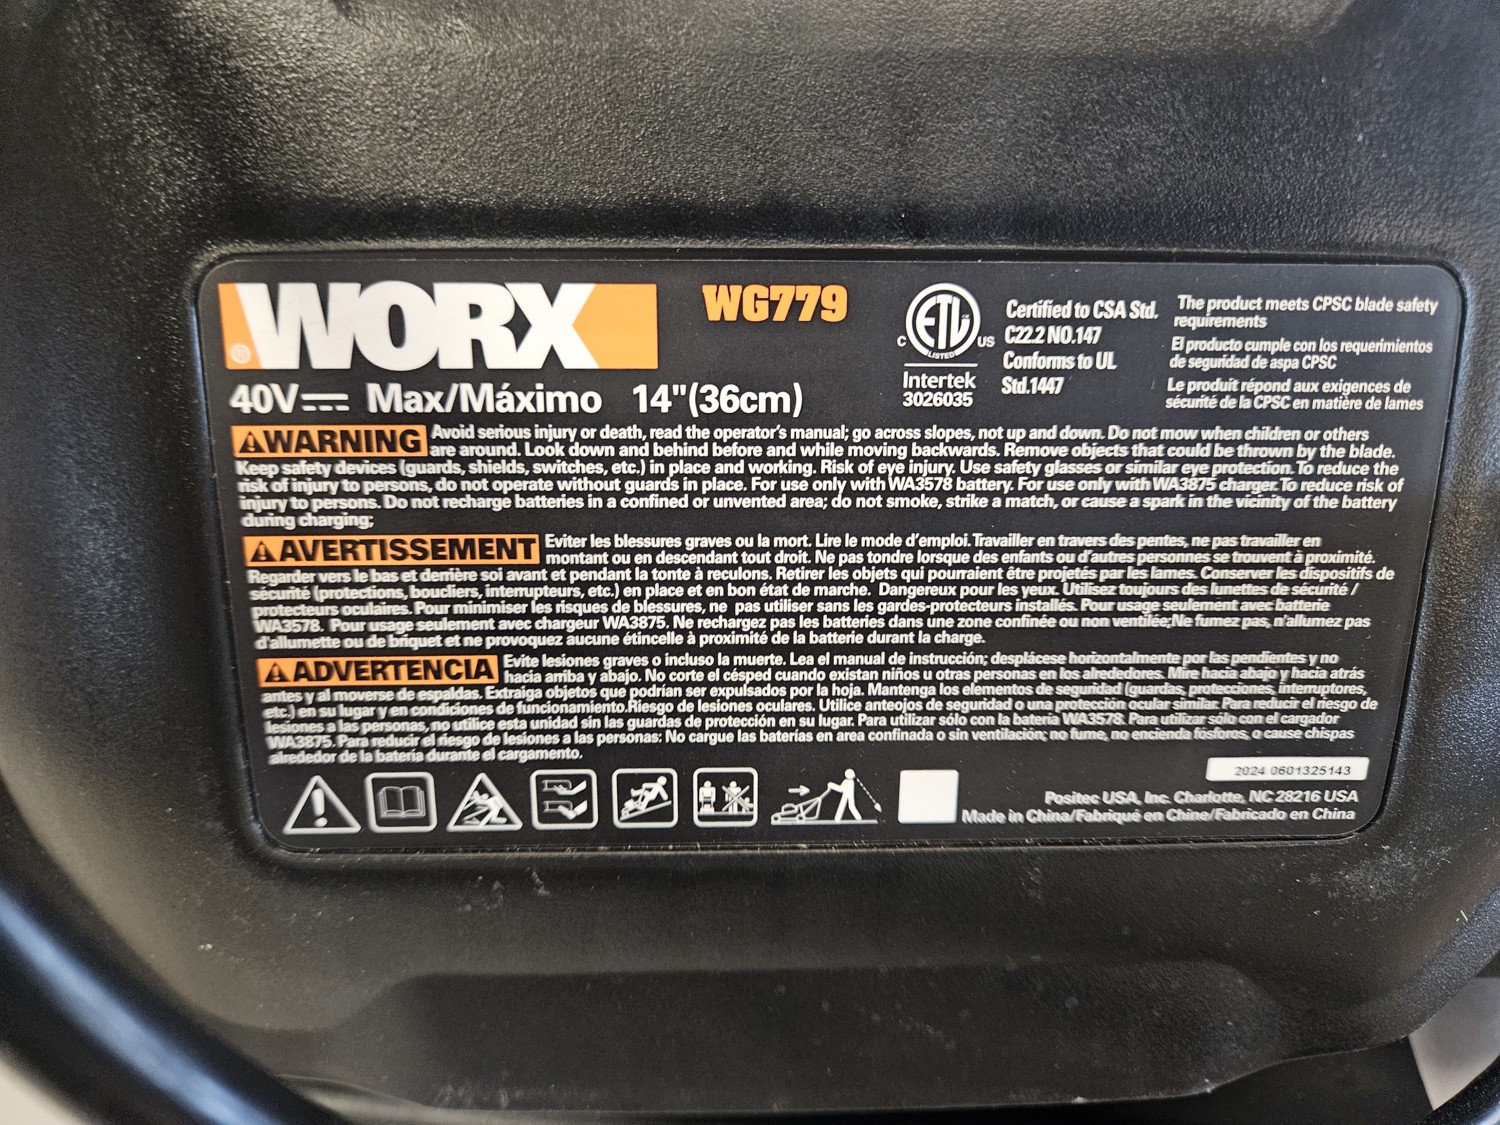 WORX ®
WG779
40V Max/Máximo 14"(36cm)
C ETL US
LISTED
Intertek
3026035
Certified to CSA Std.
C22.2 NO.147
Conforms to UL
Std.1447
The product meets CPSC blade safety
requirements
El producto cumple con los requerimientos
de seguridad de aspa CPSC
Le produit répond aux exigences de
sécurité de la CPSC en matière de lames
WARNING Avoid serious injury or death, read the operator's manual; go across slopes, not up and down. Do not mow when children or others
are around. Look down and behind before and while moving backwards. Remove objects that could be thrown by the blade.
Keep safety devices (guards, shields, switches, etc.) in place and working. Risk of eye injury. Use safety glasses or similar eye protection. To reduce the
risk of injury to persons, do not operate without guards in place. For use only with WA3578 battery. For use only with WA3875 charger.To reduce risk of
injury to persons. Do not recharge batteries in a confined or unvented area; do not smoke, strike a match, or cause a spark in the vicinity of the battery
during charging;
AVERTISSEMENT Eviter les blessures graves ou la mort. Lire le mode d'emploi. Travailler en travers des pentes, ne pas travailler en
montant ou en descendant tout droit. Ne pas tondre lorsque des enfants ou d'autres personnes se trouvent à proximité.
Regarder vers le bas et derrière soi avant et pendant la tonte à reculons. Retirer les objets qui pourraient être projetés par les lames. Conserver les dispositifs de
sécurité (protections, boucliers, interrupteurs, etc.) en place et en bon état de marche. Dangereux pour les yeux. Utilisez toujours des lunettes de sécurité /
protecteurs oculaires. Pour minimiser les risques de blessures, ne pas utiliser sans les gardes-protecteurs installés. Pour usage seulement avec batterie
WA3578. Pour usage seulement avec chargeur WA3875. Ne rechargez pas les batteries dans une zone confinée ou non ventilée;Ne fumez pas, n'allumez pas
d'allumette ou de briquet et ne provoquez aucune étincelle à proximité de la batterie durant la charge.
ADVERTENCIA Evite lesiones graves o incluso la muerte. Lea el manual de instrucción; desplácese horizontalmente por las pendientes y no
hacia arriba y abajo. No corte el césped cuando existan niños u otras personas en los alrededores. Mire hacia abajo y hacia atrás
antes y al moverse de espaldas. Extraiga objetos que podrían ser expulsados por la hoja. Mantenga los elementos de seguridad (guardas, protecciones, interruptores,
etc.) en su lugar y en condiciones de funcionamiento.Riesgo de lesiones oculares. Utilice anteojos de seguridad o una protección ocular similar. Para reducir el riesgo de
lesiones a las personas, no utilice esta unidad sin las guardas de protección en su lugar. Para utilizar sólo con la batería WA3578. Para utilizar sólo con el cargador
WA3875. Para reducir el riesgo de lesiones a las personas: No cargue las baterías en area confinada o sin ventilación; no fume, no encienda fósforos, o cause chispas
alrededor de la batería durante el cargamento.
2024 0601325143
Positec USA, Inc. Charlotte, NC 28216 USA
Made in China/Fabriqué en Chine/Fabricado en China